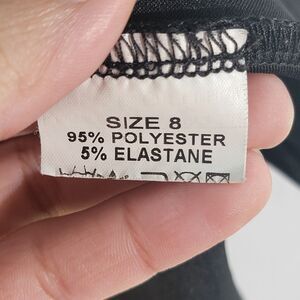 SIZE 8
95% POLYESTER
5% ELASTANE